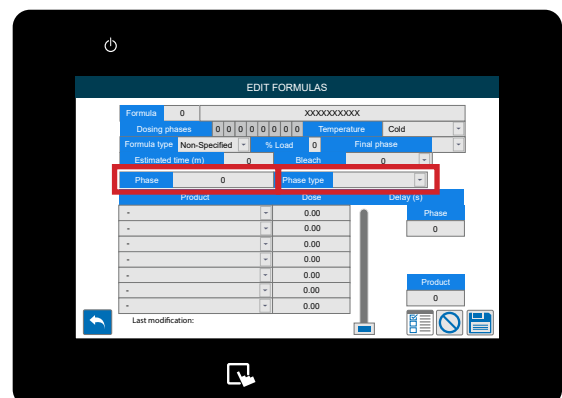 EDIT FORMULAS
Formula 0 XXXXXXXXXX
Dosing phases 0 0 0 0 0 0 0 0 Temperature Cold
Formula type Non-Specified % Load 0 Final phase
Estimated time (m) 0 Bleach 0
Phase 0 Phase type
Product Dose Delay (s)
- 0.00 Phase
- 0.00 0
- 0.00
- 0.00
- 0.00 Product
- 0.00 0
Last modification: